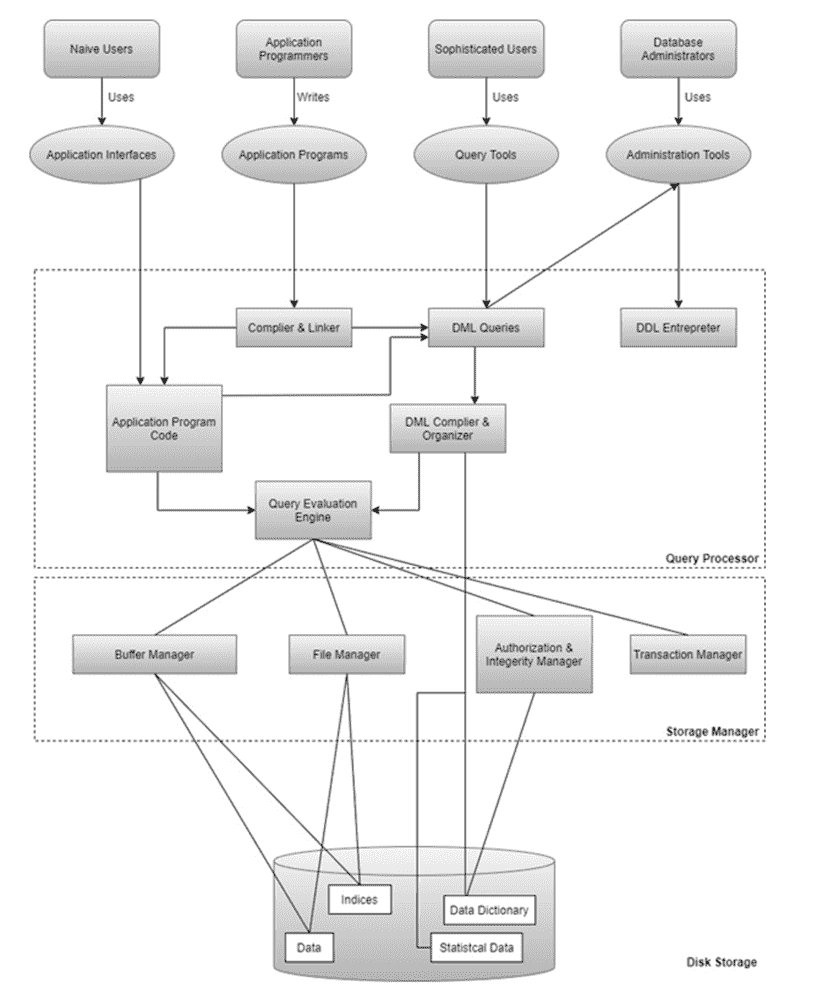 Naive Users
Application
Programmers
Sophisticated Users
Database
Administrators
Uses
Writes
Uses
Uses
Application Interfaces
Application Programs
Query Tools
Administration Tools
Complier & Linker
DML Queries
DDL Entrepreter
Application Program
Code
DML Complier &
Organizer
Query Evaluation
Engine
Query Processor
Buffer Manager
File Manager
Authorization &
Integerity Manager
Transaction Manager
Storage Manager
Indices
Data Dictionary
Data
Statistcal Data
Disk Storage